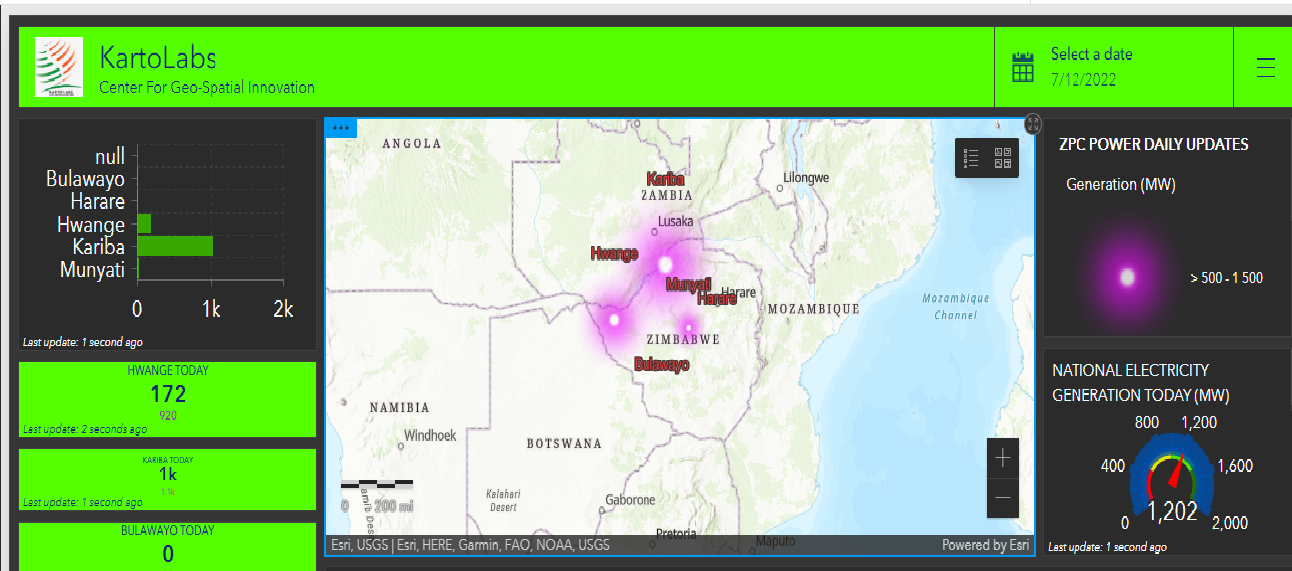 KartoLabs
Center For Geo-Spatial Innovation
Select a date
7/12/2022
null
Bulawayo
Harare
Hwange
Kariba
Munyati
0 1k 2k
Last update: 1 second ago
HWANGE TODAY
172
920
Last update: 2 seconds ago
KARIBA TODAY
1k
1.1k
Last update: 1 second ago
BULAWAYO TODAY
0
...
ANGOLA
Kariba
ZAMBIA
Lilongwe
Lusaka
Hwange
Munyati
Harare
Harare
MOZAMBIQUE
Mozambique
Channel
ZIMBABWE
Bulawayo
NAMIBIA
Windhoek
BOTSWANA
Kalahari
Desert
Gaborone
Pretoria
Maputo
0 200 mi
Esri, USGS | Esri, HERE, Garmin, FAO, NOAA, USGS
Powered by Esri
ZPC POWER DAILY UPDATES
Generation (MW)
> 500 - 1 500
NATIONAL ELECTRICITY
GENERATION TODAY (MW)
800 1,200
400 1,600
0 1,202 2,000
Last update: 1 second ago